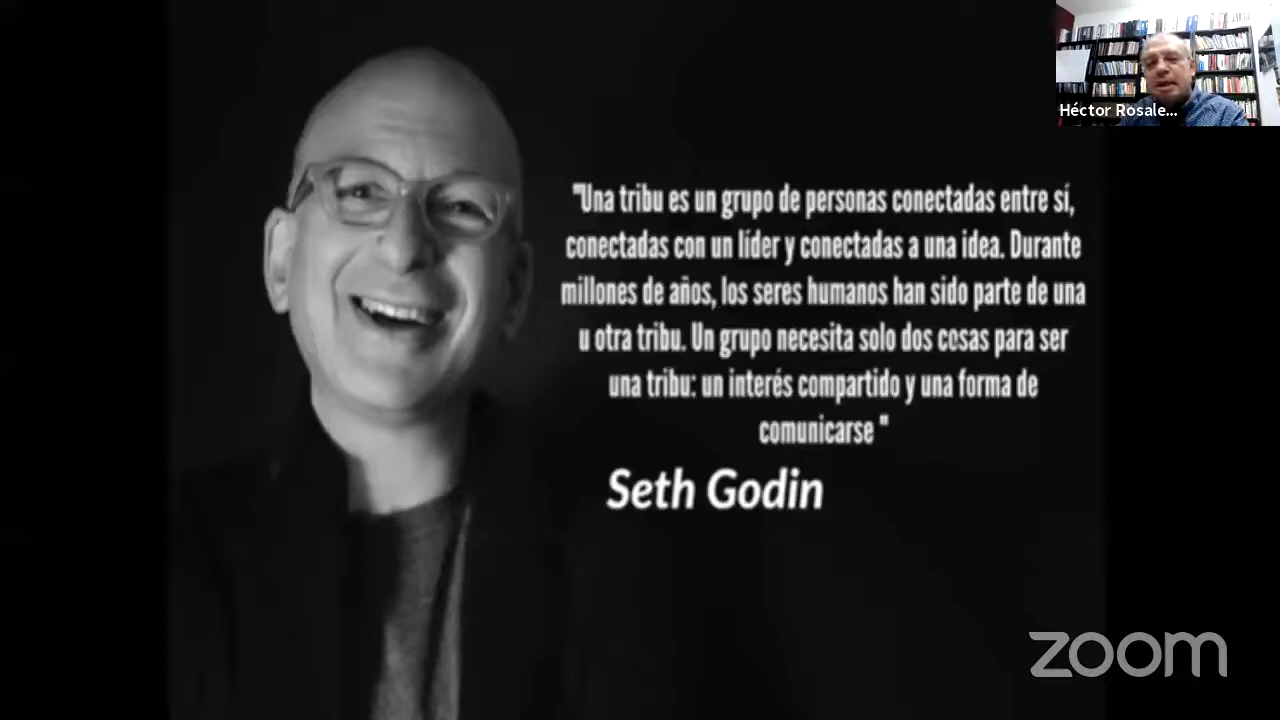 Héctor Rosale...
"Una tribu es un grupo de personas conectadas entre sí,
conectadas con un líder y conectadas a una idea. Durante
millones de años, los seres humanos han sido parte de una
u otra tribu. Un grupo necesita solo dos cosas para ser
una tribu: un interés compartido y una forma de
comunicarse "
Seth Godin
zoom